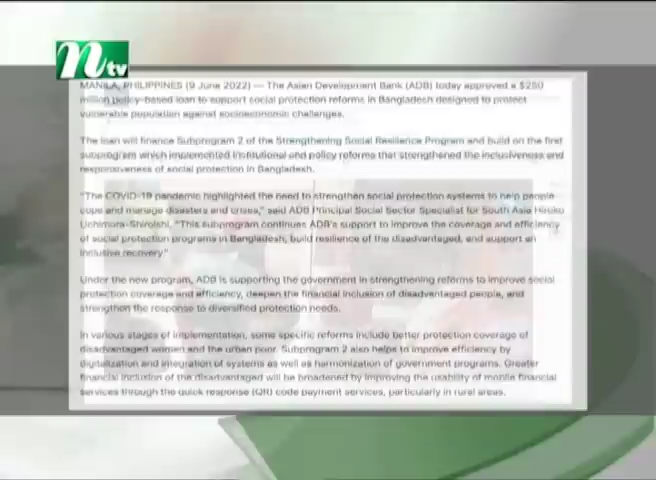 ntv
MANILA, PHILIPPINES (9 June 2022) — The Asian Development Bank (ADB) today approved a $250
million policy-based loan to support social protection reforms in Bangladesh designed to protect
vulnerable population against socioeconomic challenges.
The loan will finance Subprogram 2 of the Strengthening Social Resilience Program and build on the first
subprogram which implemented institutional and policy reforms that strengthened the inclusiveness and
responsiveness of social protection in Bangladesh.
"The COVID-19 pandemic highlighted the need to strengthen social protection systems to help people
cope and manage disasters and crises," said ADB Principal Social Sector Specialist for South Asia Hiroko
Uchimura-Shiroishi. "This subprogram continues ADB's support to improve the coverage and efficiency
of social protection programs in Bangladesh, build resilience of the disadvantaged, and support an
inclusive recovery."
Under the new program, ADB is supporting the government in strengthening reforms to improve social
protection coverage and efficiency, deepen the financial inclusion of disadvantaged people, and
strengthen the response to diversified protection needs.
In various stages of implementation, some specific reforms include better protection coverage of
disadvantaged women and the urban poor. Subprogram 2 also helps to improve efficiency by
digitalization and integration of systems as well as harmonization of government programs. Greater
financial inclusion of the disadvantaged will be broadened by improving the usability of mobile financial
services through the quick response (QR) code payment services, particularly in rural areas.